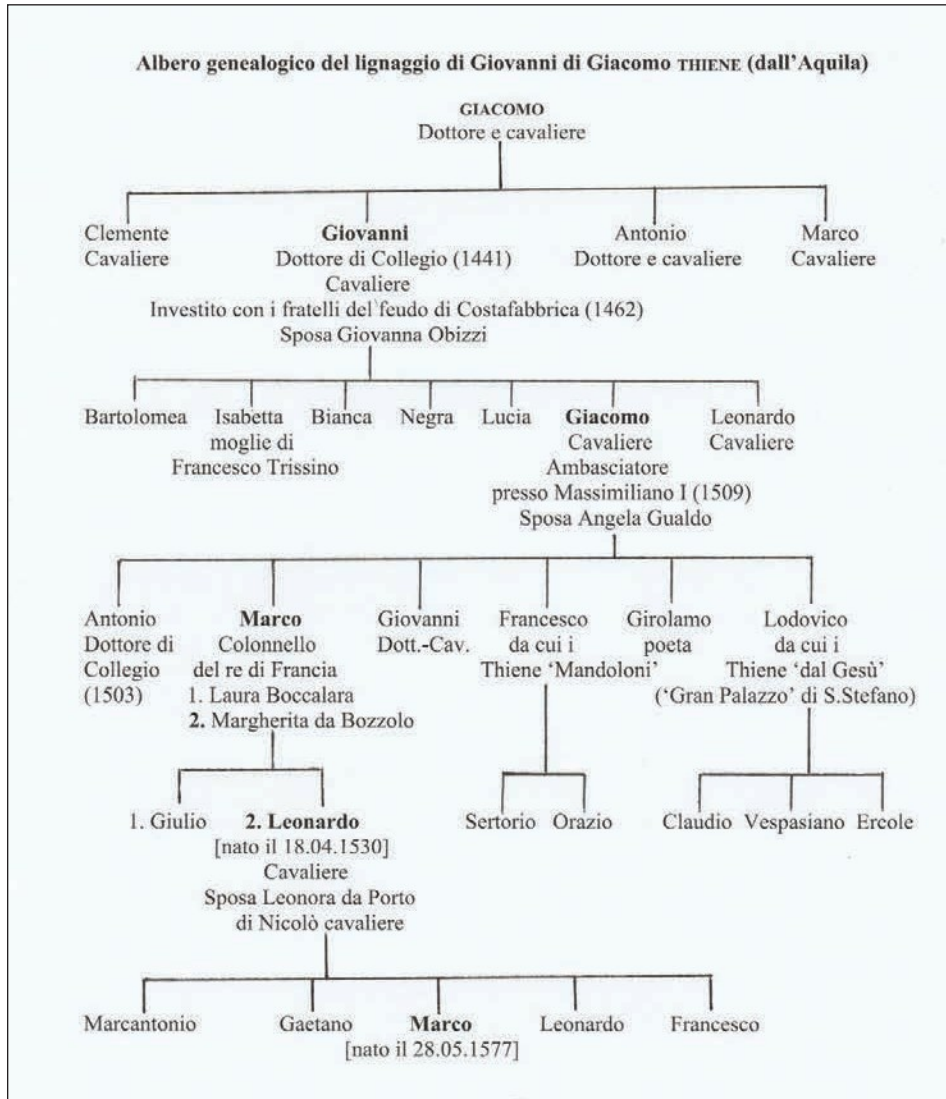 Albero genealogico del lignaggio di Giovanni di Giacomo THIENE (dall'Aquila)
GIACOMO
Dottore e cavaliere
Clemente
Cavaliere
Giovanni
Dottore di Collegio (1441)
Cavaliere
Investito con i fratelli del feudo di Costafabbrica (1462)
Sposa Giovanna Obizzi
Antonio
Dottore e cavaliere
Marco
Cavaliere
Bartolomea
Isabetta
moglie di
Francesco Trissino
Bianca
Negra
Lucia
Giacomo
Cavaliere
Ambasciatore
presso Massimiliano I (1509)
Sposa Angela Gualdo
Leonardo
Cavaliere
Antonio
Dottore di
Collegio
(1503)
Marco
Colonnello
del re di Francia
1. Laura Boccalara
2. Margherita da Bozzolo
Giovanni
Dott.-Cav.
Francesco
da cui i
Thiene 'Mandoloni'
Girolamo
poeta
Lodovico
da cui i
Thiene 'dal Gesù'
('Gran Palazzo' di S.Stefano)
1. Giulio
2. Leonardo
[nato il 18.04.1530]
Cavaliere
Sposa Leonora da Porto
di Nicolò cavaliere
Sertorio
Orazio
Claudio
Vespasiano
Ercole
Marcantonio
Gaetano
Marco
[nato il 28.05.1577]
Leonardo
Francesco